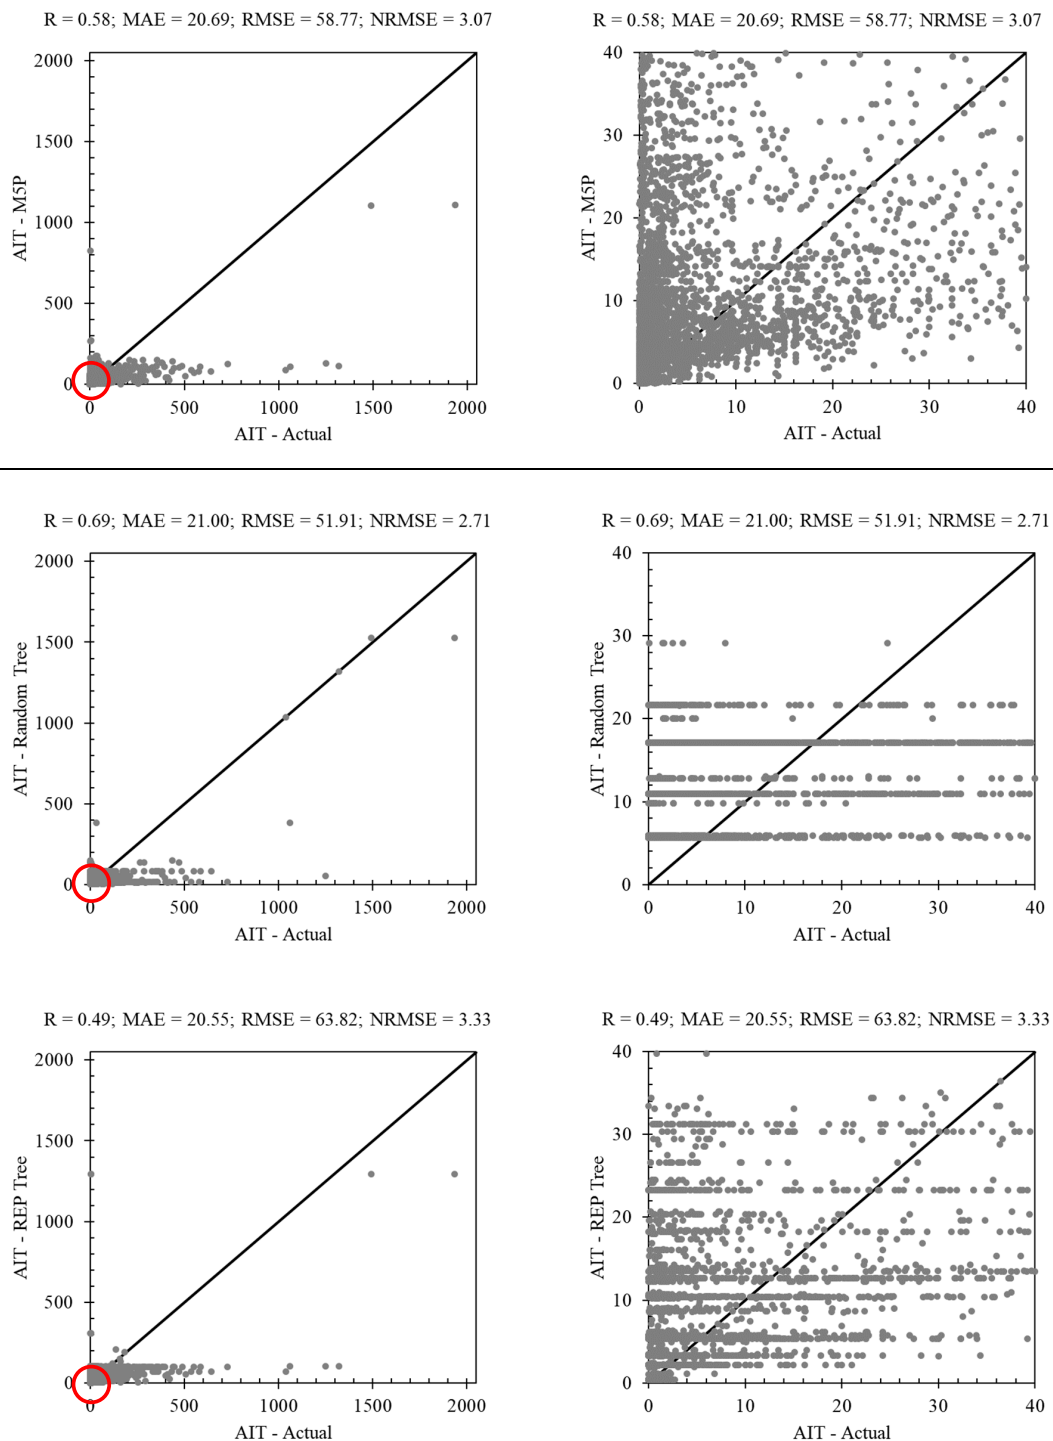 R = 0.58; MAE = 20.69; RMSE = 58.77; NRMSE = 3.07
2000
1500
1000
500
0
AIT - M5P
0 500 1000 1500 2000
AIT - Actual
R = 0.58; MAE = 20.69; RMSE = 58.77; NRMSE = 3.07
40
30
20
10
0
AIT - M5P
0 10 20 30 40
AIT - Actual
R = 0.69; MAE = 21.00; RMSE = 51.91; NRMSE = 2.71
2000
1500
1000
500
0
AIT - Random Tree
0 500 1000 1500 2000
AIT - Actual
R = 0.69; MAE = 21.00; RMSE = 51.91; NRMSE = 2.71
40
30
20
10
0
AIT - Random Tree
0 10 20 30 40
AIT - Actual
R = 0.49; MAE = 20.55; RMSE = 63.82; NRMSE = 3.33
2000
1500
1000
500
0
AIT - REP Tree
0 500 1000 1500 2000
AIT - Actual
R = 0.49; MAE = 20.55; RMSE = 63.82; NRMSE = 3.33
40
30
20
10
0
AIT - REP Tree
0 10 20 30 40
AIT - Actual